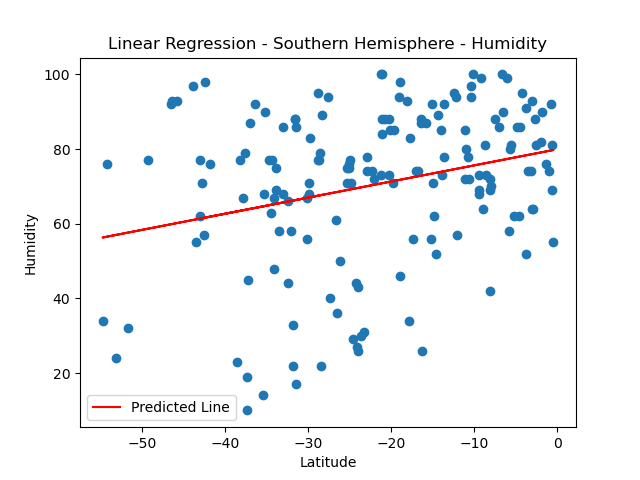 Linear Regression - Southern Hemisphere - Humidity
100
80
60
40
20
Humidity
Predicted Line
−50
−40
−30
−20
−10
0
Latitude